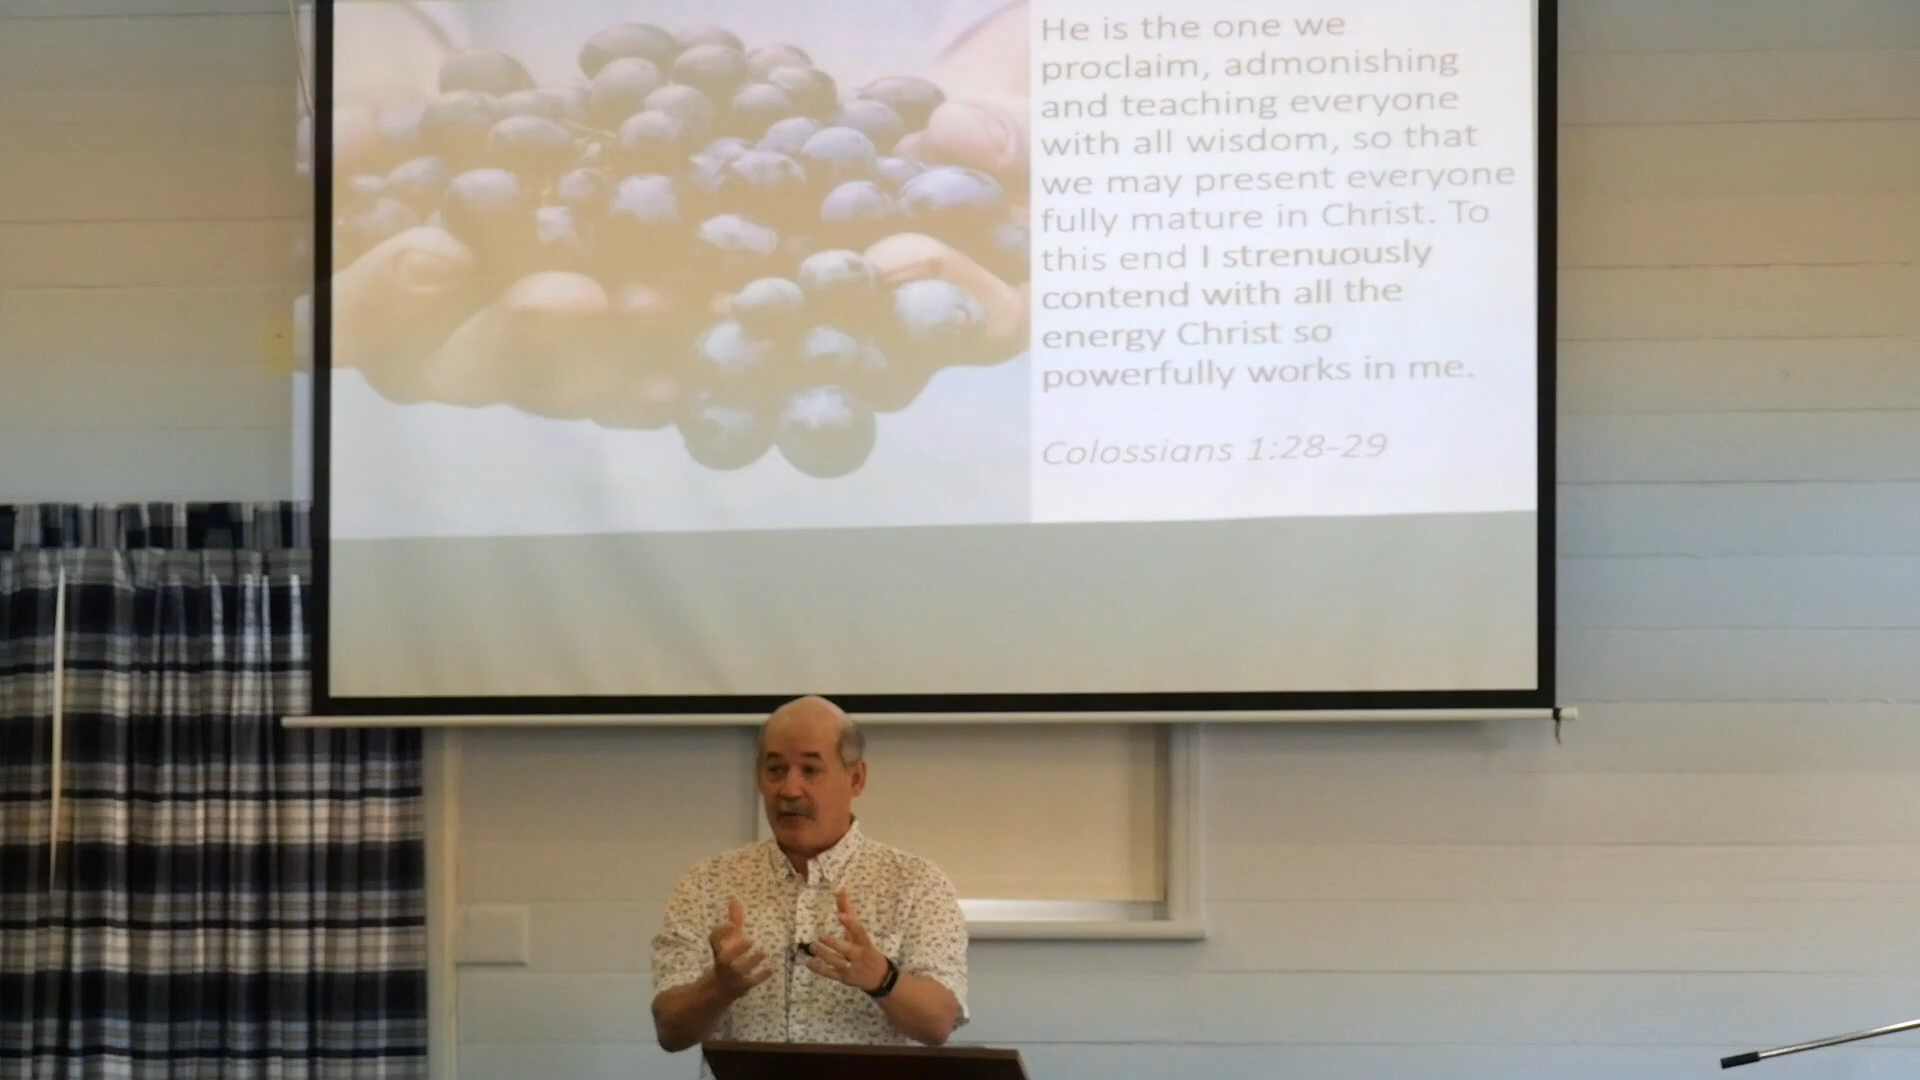 He is the one we
proclaim, admonishing
and teaching everyone
with all wisdom, so that
we may present everyone
fully mature in Christ. To
this end I strenuously
contend with all the
energy Christ so
powerfully works in me.
Colossians 1:28-29